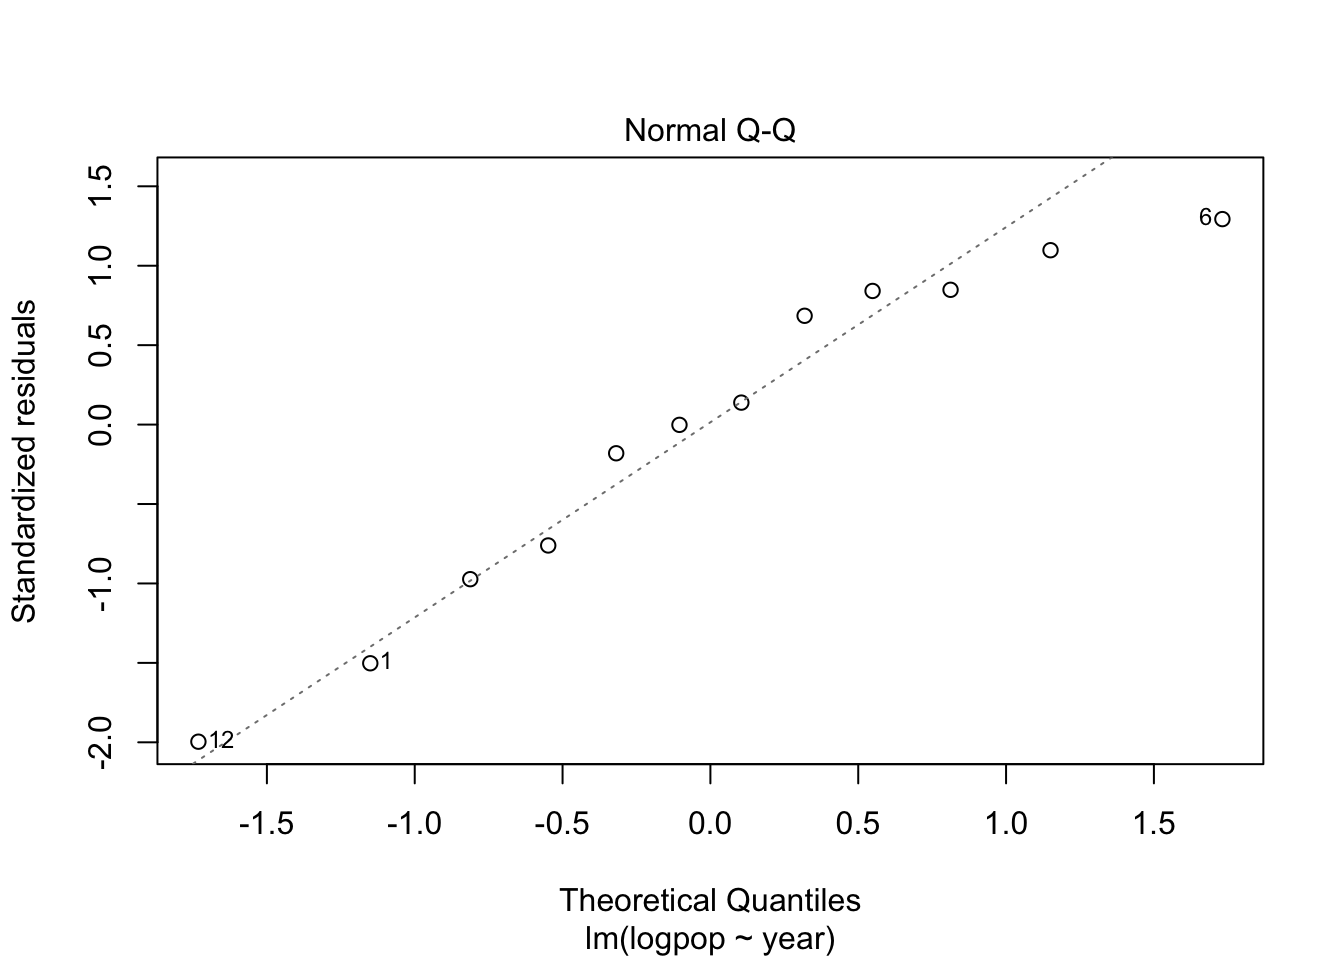 Normal Q-Q
Standardized residuals
1.5
1.0
0.5
0.0
-1.0
-2.0
6
1
12
-1.5 -1.0 -0.5 0.0 0.5 1.0 1.5
Theoretical Quantiles
lm(logpop ~ year)